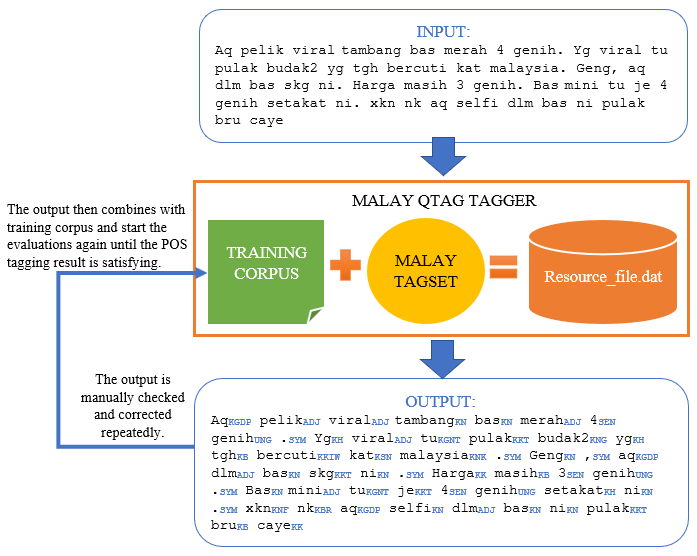 INPUT:
Aq pelik viral tambang bas merah 4 genih. Yg viral tu
pulak budak2 yg tgh bercuti kat malaysia. Geng, aq
dlm bas skg ni. Harga masih 3 genih. Bas mini tu je 4
genih setakat ni. xkn nk aq selfi dlm bas ni pulak
bru caye
MALAY QTAG TAGGER
The output then combines with
training corpus and start the
evaluations again until the POS
tagging result is satisfying.
TRAINING
CORPUS
MALAY
TAGSET
Resource_file.dat
The output is
manually checked
and corrected
repeatedly.
OUTPUT:
AqKGDP pelikADJ viralADJ tambangKN basKN merahADJ 4SEN
genihUNG .SYM YgKH viralADJ tuKGNT pulakKKT budak2KNG ygKH
tghKB bercutiKKIW katKSN malaysiaKNK .SYM GengKN ,SYM aqKGDP
dlmADJ basKN skgKKT niKN .SYM HargaKK masihKB 3SEN genihUNG
.SYM BasKN miniADJ tuKGNT jeKKT 4SEN genihUNG setakatKH niKN
.SYM xknKNF nkKBR aqKGDP selfiKN dlmADJ basKN niKN pulakKKT
bruKB cayeKK